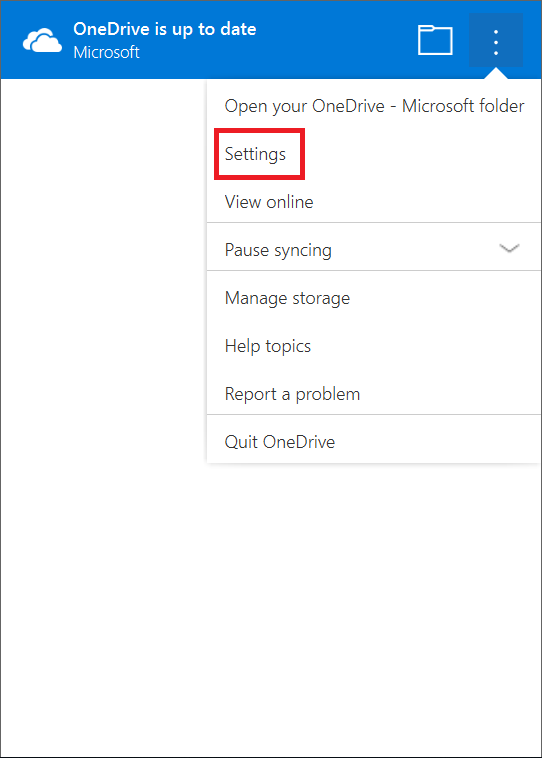 OneDrive is up to date
Microsoft
Open your OneDrive - Microsoft folder
Settings
View online
Pause syncing
Manage storage
Help topics
Report a problem
Quit OneDrive